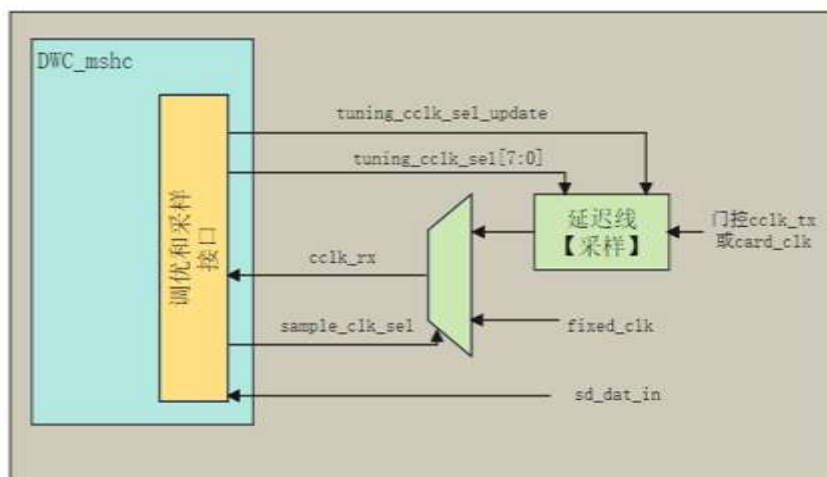 DWC_mshc
tuning_cclk_sel_update
tuning_cclk_sel[7:0]
调优和采样
接口
延迟线
【采样】
门控cclk_tx
或card_clk
cclk_rx
sample_clk_sel
fixed_clk
sd_dat_in